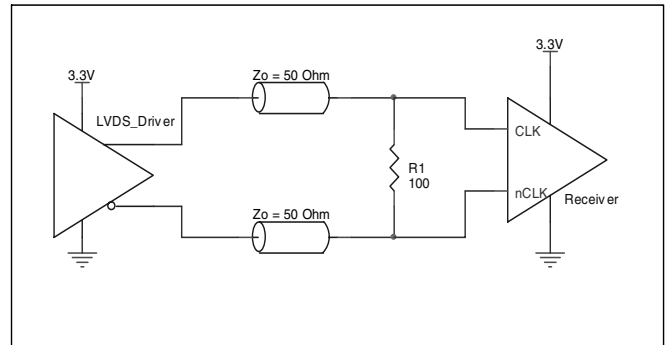 3.3V
Zo = 50 Ohm
3.3V
LVDS_Driver
CLK
R1
100
nCLK
Receiver
Zo = 50 Ohm